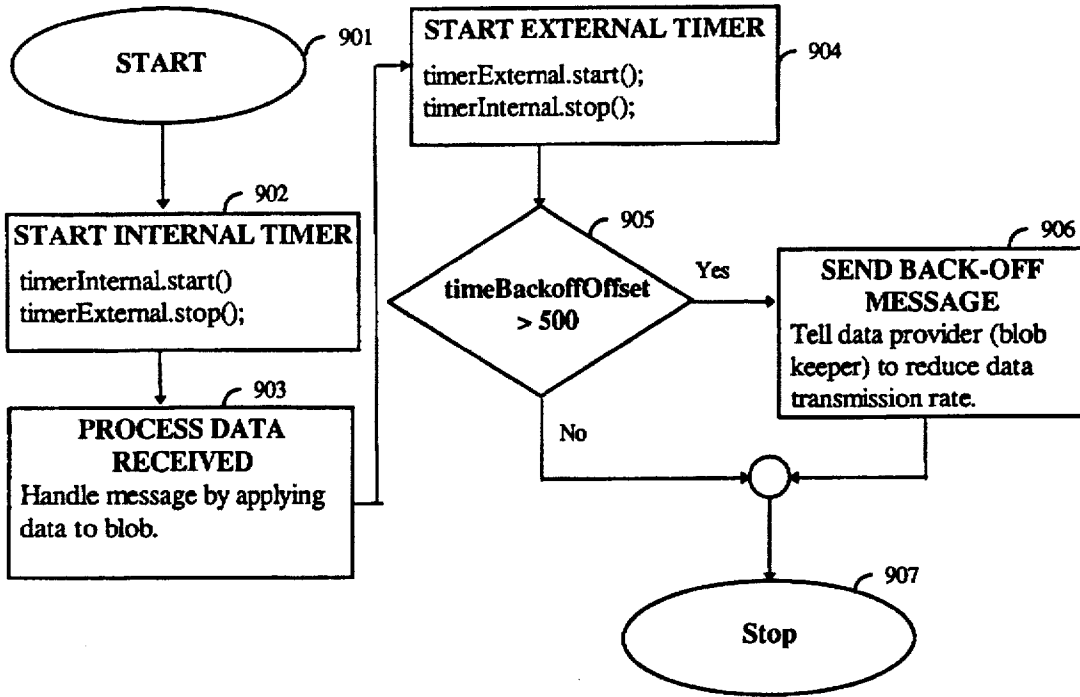 START
901
902
START INTERNAL TIMER
timerInternal.start()
timerExternal.stop();
903
PROCESS DATA
RECEIVED
Handle message by applying
data to blob.
START EXTERNAL TIMER
timerExternal.start();
timerInternal.stop();
904
905
timeBackoffOffset
> 500
Yes
No
906
SEND BACK-OFF
MESSAGE
Tell data provider (blob
keeper) to reduce data
transmission rate.
907
Stop